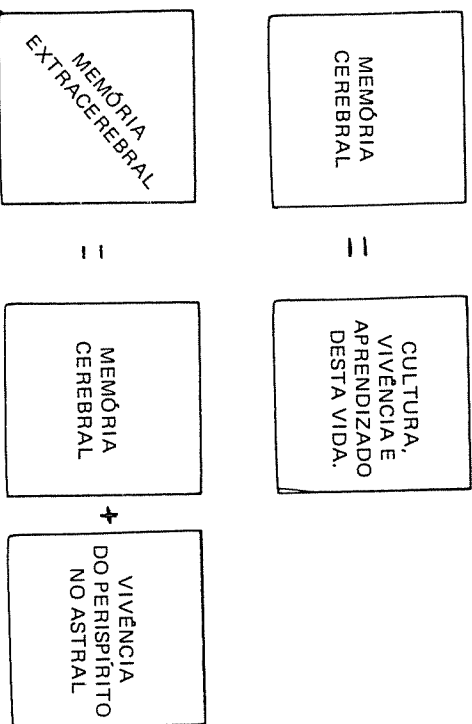 MEMÓRIA
CEREBRAL
=
CULTURA,
VIVÊNCIA E
APRENDIZADO
DESTA VIDA.
MEMÓRIA
EXTRACEREBRAL
=
MEMÓRIA
CEREBRAL
+
VIVÊNCIA
DO PERISPÍRITO
NO ASTRAL